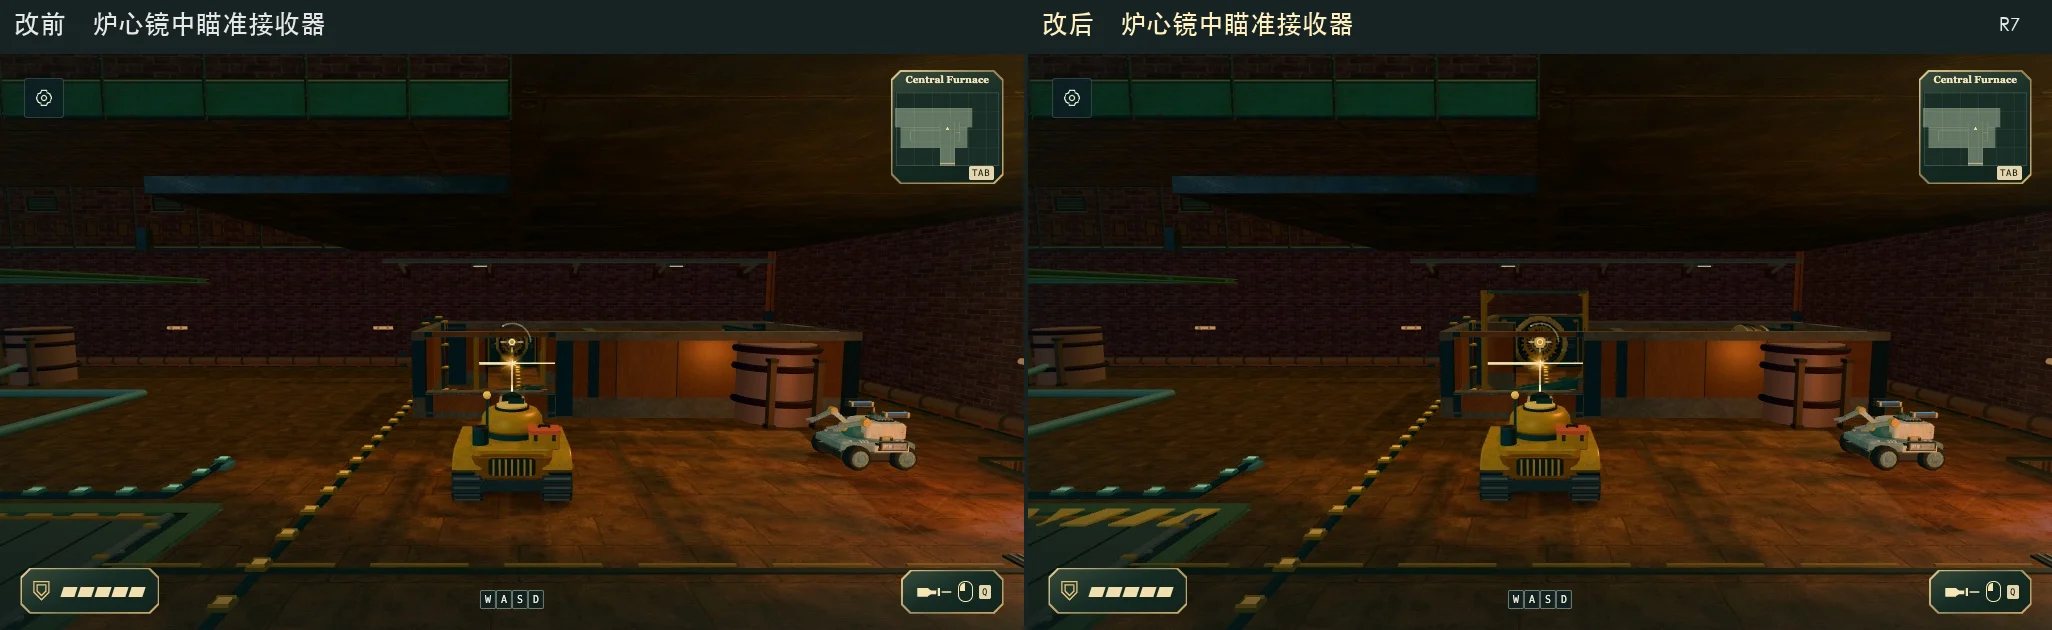 改前 炉心镜中瞄准接收器
Central Furnace
TAB
W A S D
Q
改后 炉心镜中瞄准接收器
R7
Central Furnace
TAB
W A S D
Q